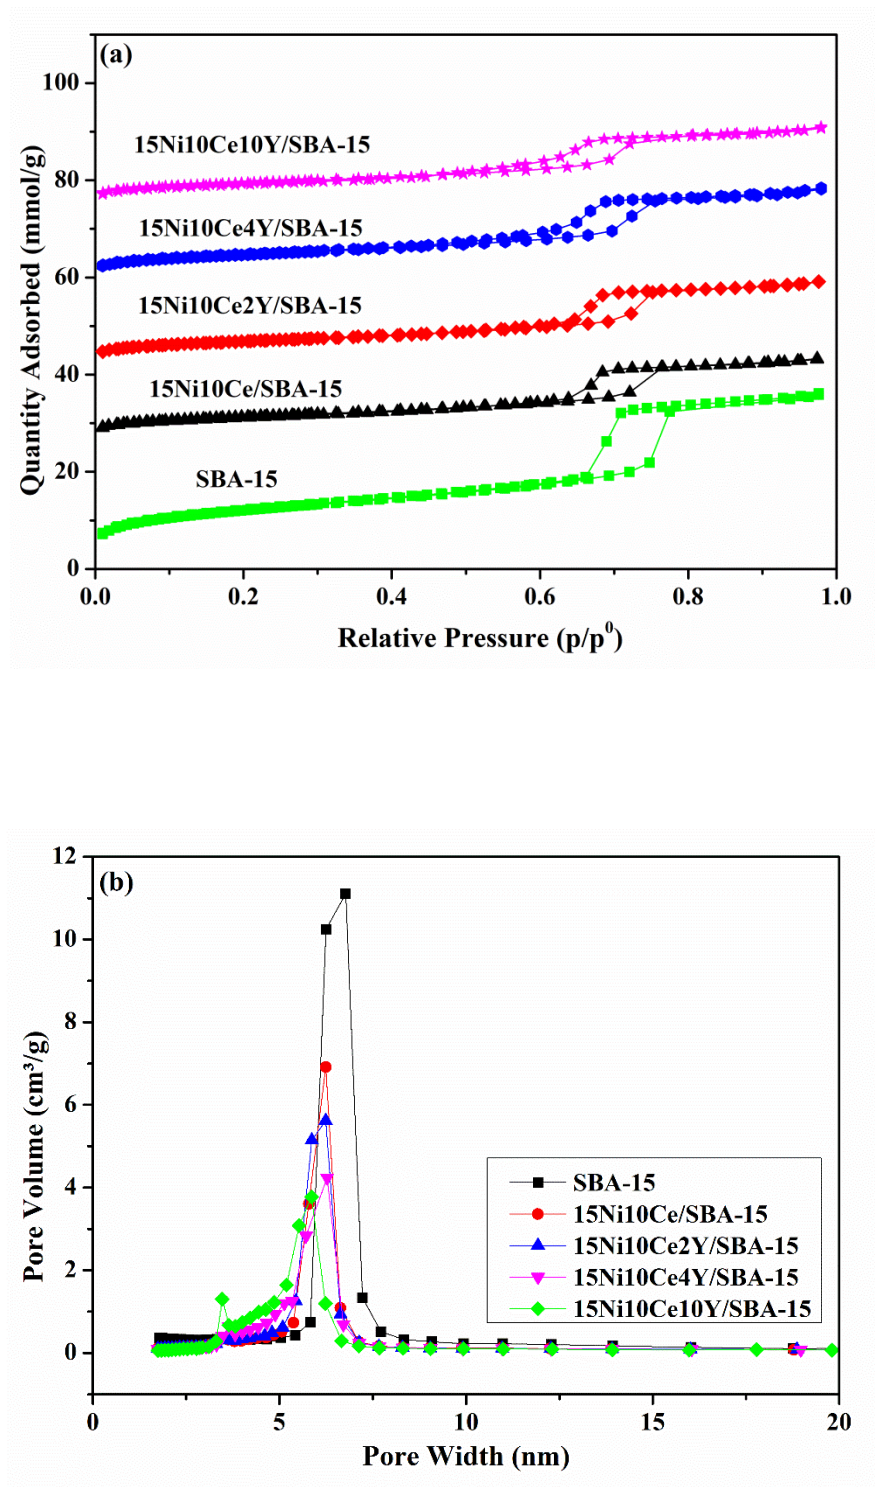 (a)
100
80
60
40
20
0
Quantity Adsorbed (mmol/g)
15Ni10Ce10Y/SBA-15
15Ni10Ce4Y/SBA-15
15Ni10Ce2Y/SBA-15
15Ni10Ce/SBA-15
SBA-15
0.0 0.2 0.4 0.6 0.8 1.0
Relative Pressure (p/p⁰)
(b)
12
10
8
6
4
2
0
Pore Volume (cm³/g)
SBA-15
15Ni10Ce/SBA-15
15Ni10Ce2Y/SBA-15
15Ni10Ce4Y/SBA-15
15Ni10Ce10Y/SBA-15
0 5 10 15 20
Pore Width (nm)